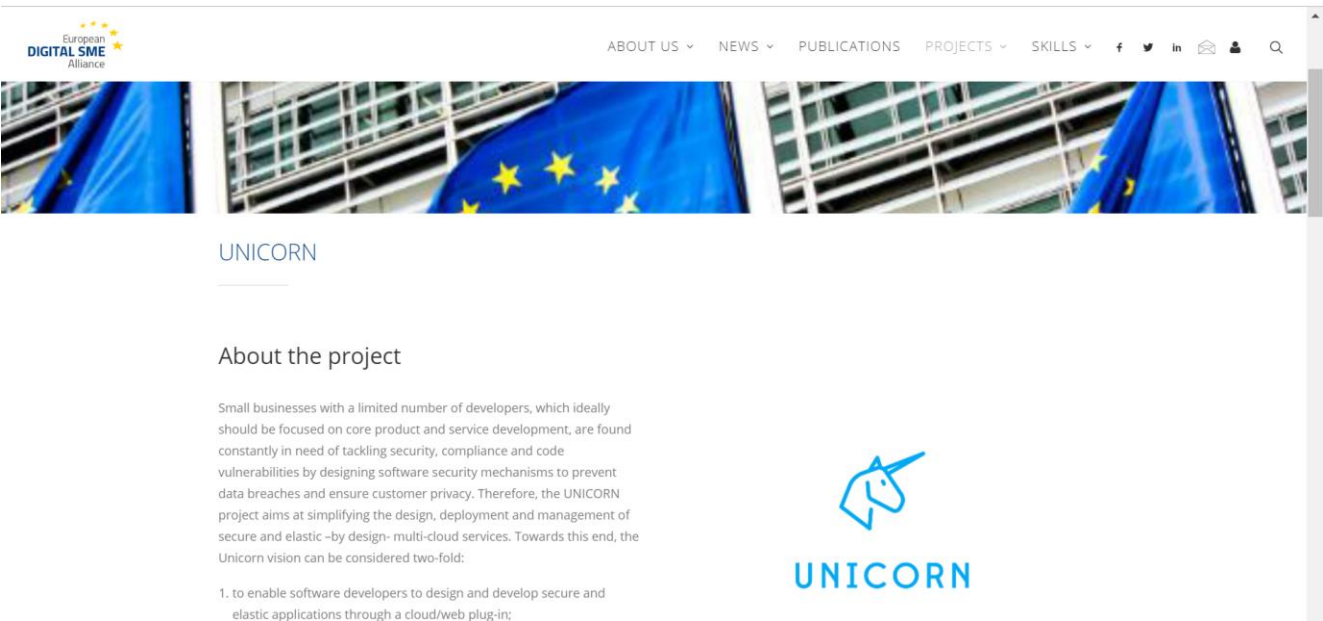 European
DIGITAL SME
Alliance
ABOUT US NEWS PUBLICATIONS PROJECTS SKILLS
UNICORN
About the project
Small businesses with a limited number of developers, which ideally
should be focused on core product and service development, are found
constantly in need of tackling security, compliance and code
vulnerabilities by designing software security mechanisms to prevent
data breaches and ensure customer privacy. Therefore, the UNICORN
project aims at simplifying the design, deployment and management of
secure and elastic –by design- multi-cloud services. Towards this end, the
Unicorn vision can be considered two-fold:
1. to enable software developers to design and develop secure and
elastic applications through a cloud/web plug-in;
UNICORN